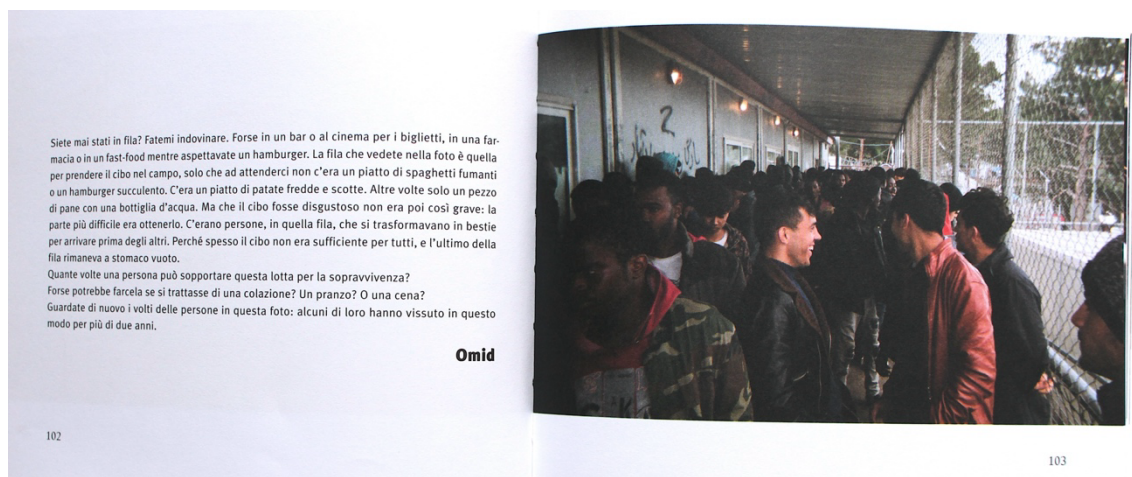 Siete mai stati in fila? Fatemi indovinare. Forse in un bar o al cinema per i biglietti, in una far-
macia o in un fast-food mentre aspettavate un hamburger. La fila che vedete nella foto è quella
per prendere il cibo nel campo, solo che ad attenderci non c'era un piatto di spaghetti fumanti
o un hamburger succulento. C'era un piatto di patate fredde e scotte. Altre volte solo un pezzo
di pane con una bottiglia d'acqua. Ma che il cibo fosse disgustoso non era poi così grave: la
parte più difficile era ottenerlo. C'erano persone, in quella fila, che si trasformavano in bestie
per arrivare prima degli altri. Perché spesso il cibo non era sufficiente per tutti, e l'ultimo della
fila rimaneva a stomaco vuoto.
Quante volte una persona può sopportare questa lotta per la sopravvivenza?
Forse potrebbe farcela se si trattasse di una colazione? Un pranzo? O una cena?
Guardate di nuovo i volti delle persone in questa foto: alcuni di loro hanno vissuto in questo
modo per più di due anni.
Omid
102
2
103